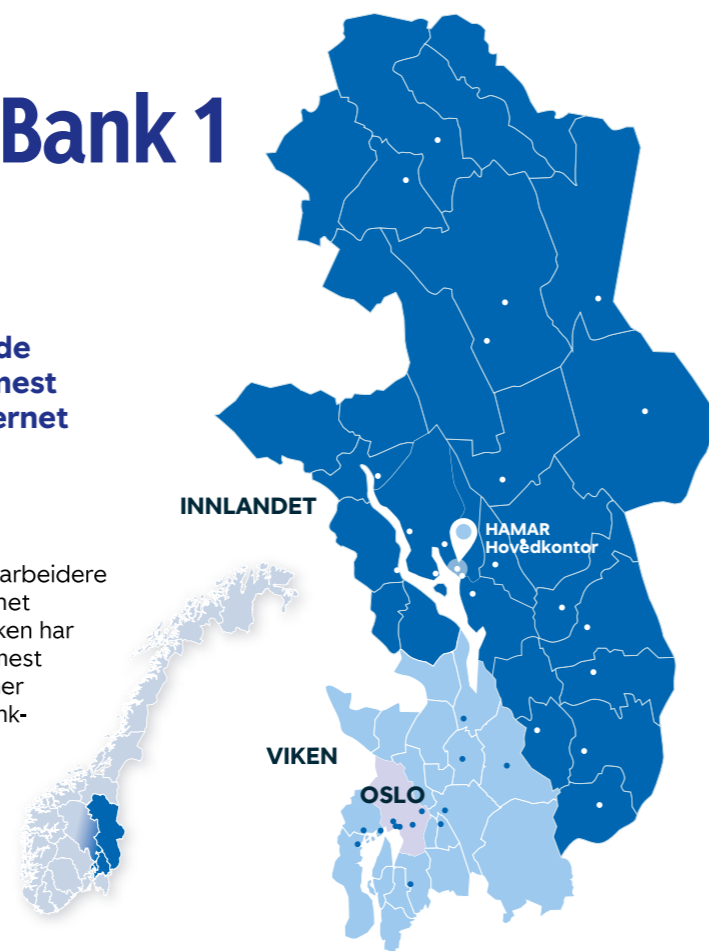 Bank 1
de
nest
ernet
arbeidere
net
ken har
nest
er
nk-
INNLANDET
HAMAR
Hovedkontor
VIKEN
OSLO